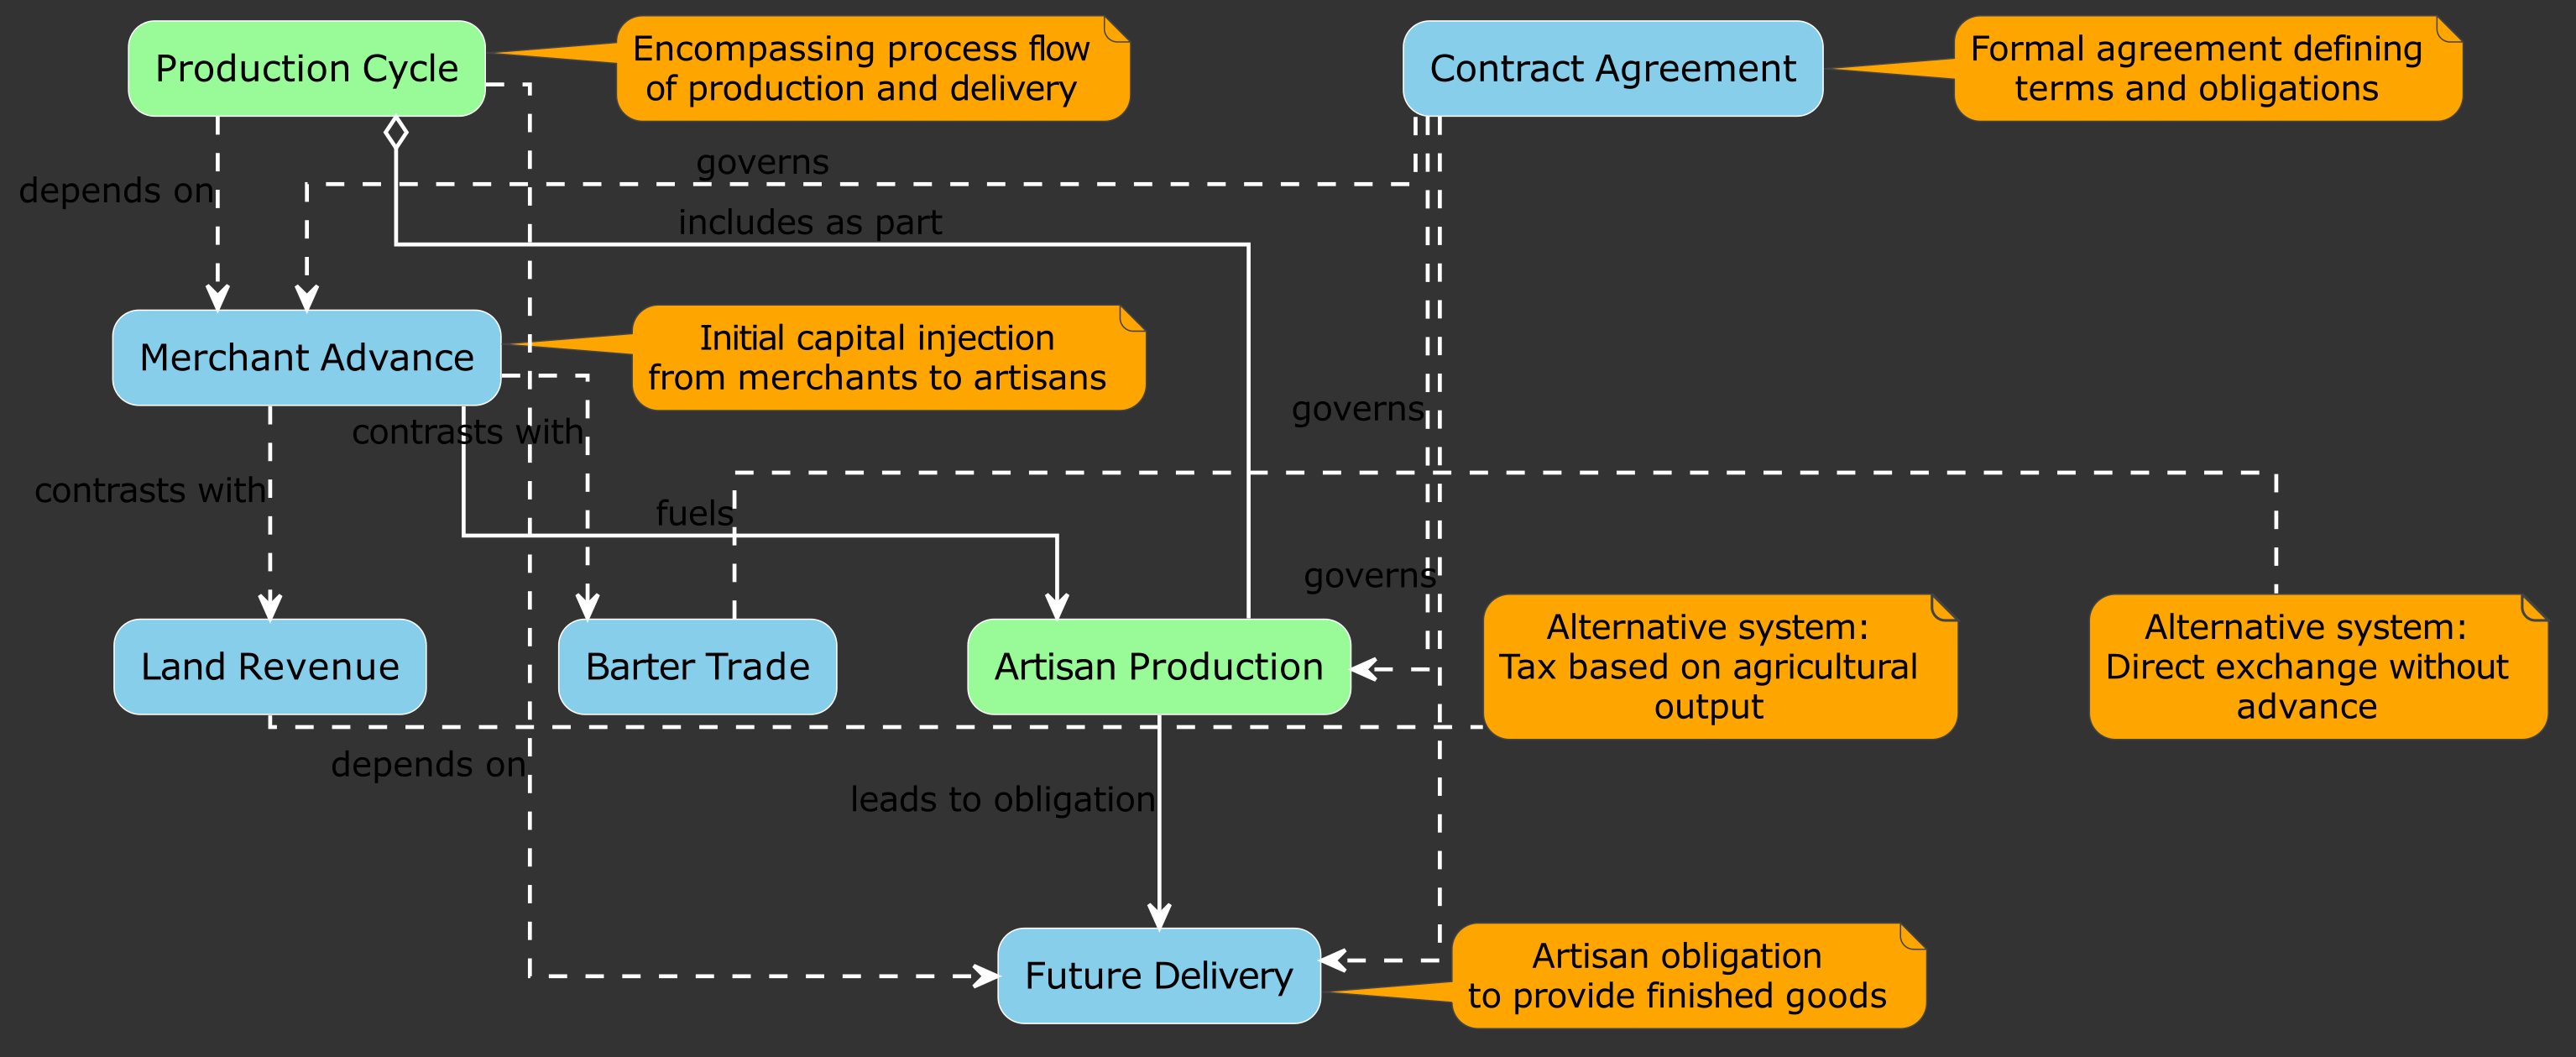 Production Cycle
Encompassing process flow
of production and delivery
Contract Agreement
Formal agreement defining
terms and obligations
governs
depends on
includes as part
Merchant Advance
Initial capital injection
from merchants to artisans
governs
contrasts with
contrasts with
fuels
governs
Land Revenue
Barter Trade
Artisan Production
Alternative system:
Tax based on agricultural
output
Alternative system:
Direct exchange without
advance
depends on
leads to obligation
Future Delivery
Artisan obligation
to provide finished goods